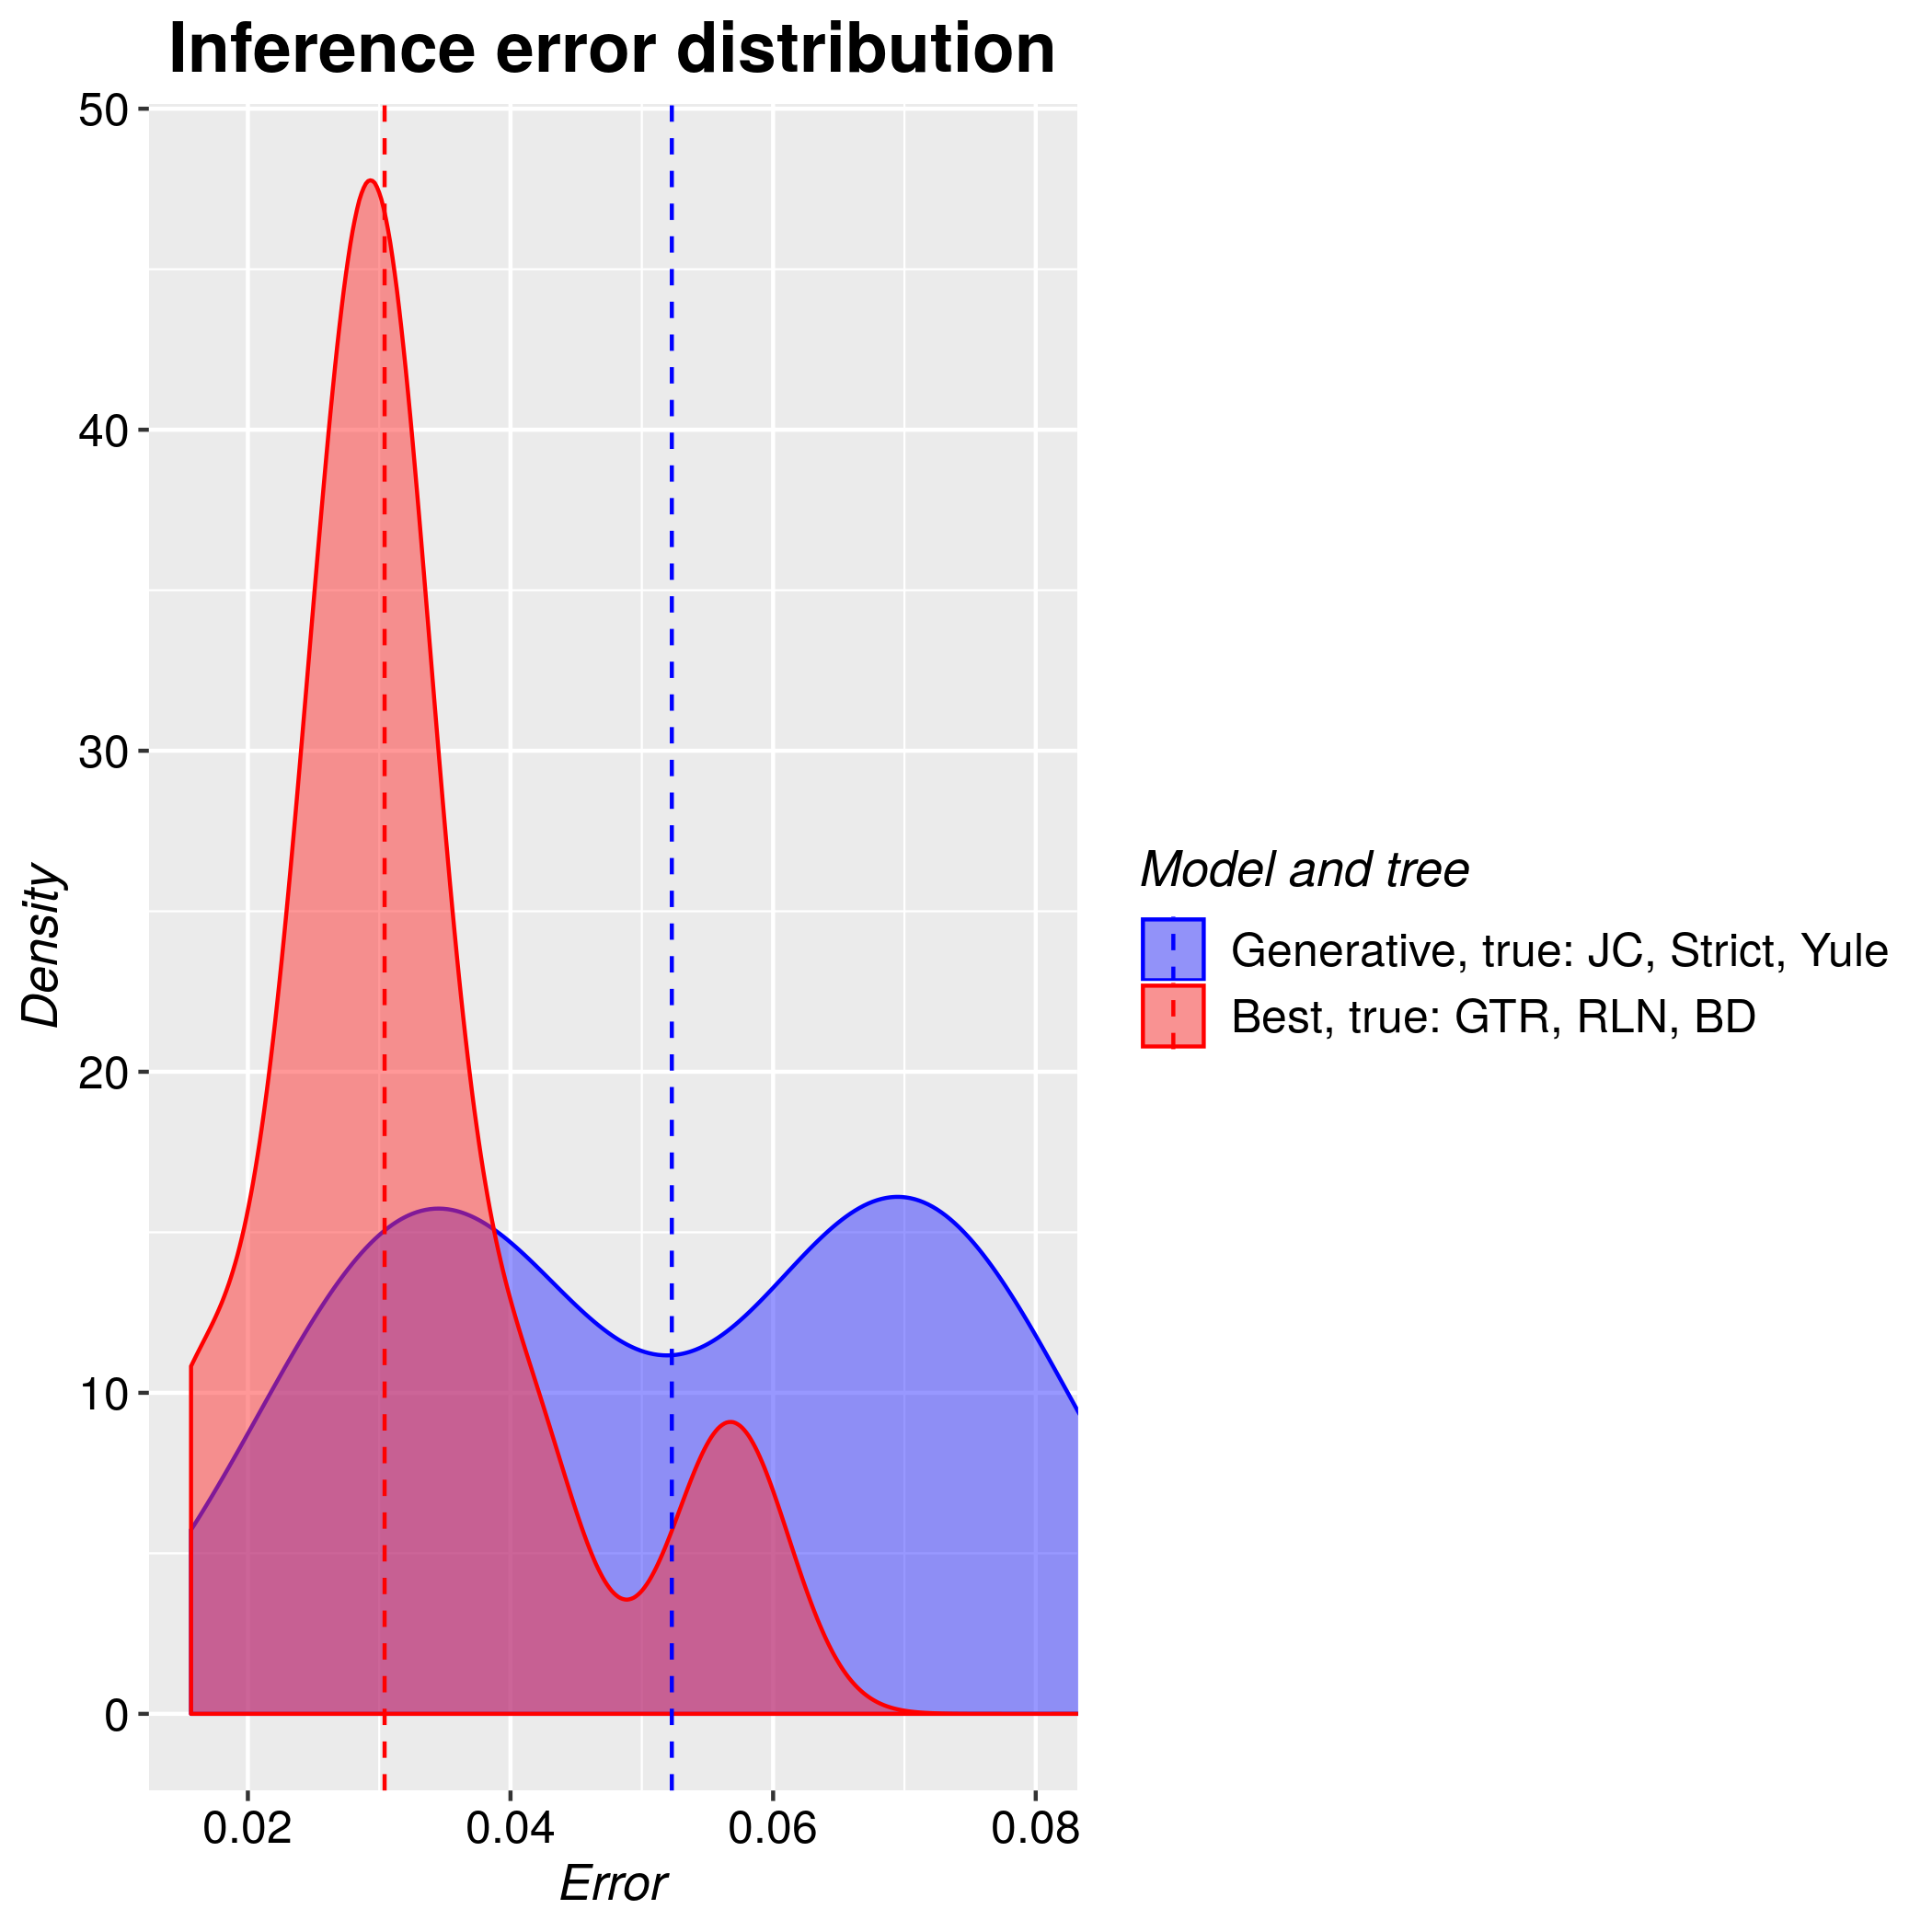 Inference error distribution
50
40
30
20
10
0
Density
0.02 0.04 0.06 0.08
Error
Model and tree
Generative, true: JC, Strict, Yule
Best, true: GTR, RLN, BD